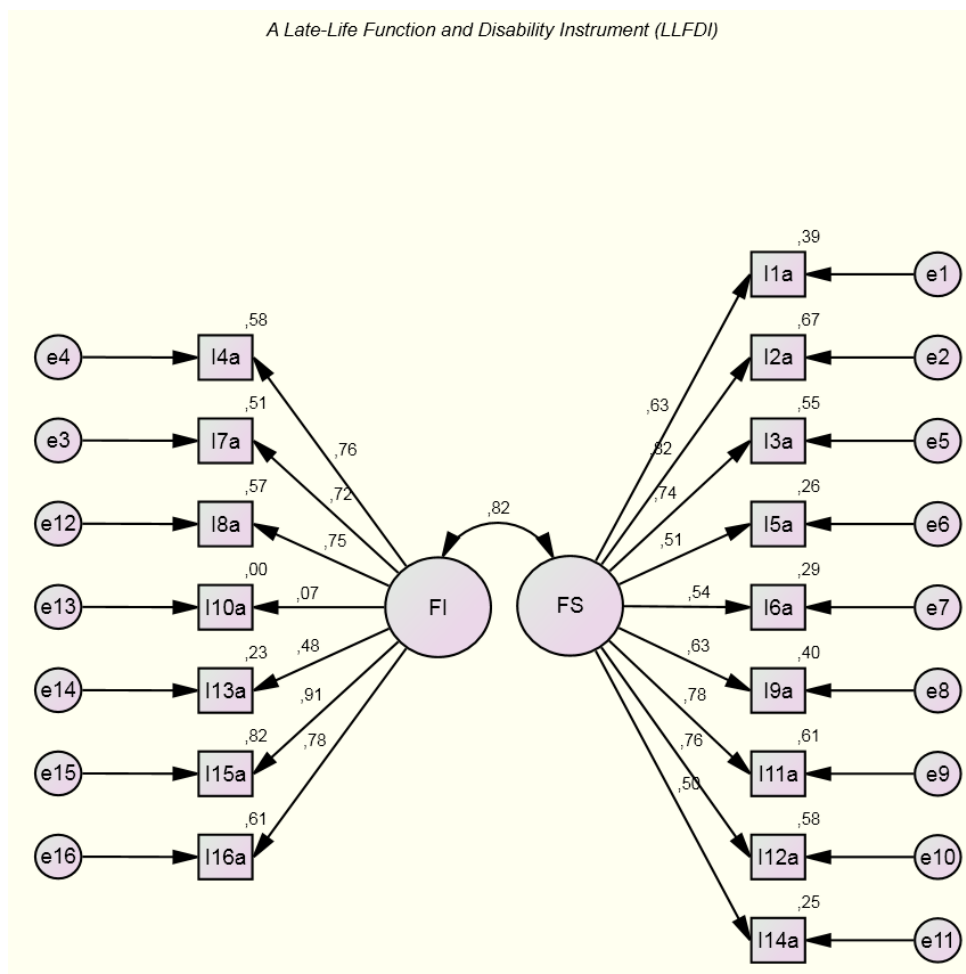 A Late-Life Function and Disability Instrument (LLFDI)
,39
I1a
e1
,58
,67
e4
I4a
I2a
e2
,63
,51
,55
e3
I7a
,76
,82
I3a
e5
,57
,72
,74
,26
e12
I8a
,75
,82
,51
I5a
e6
,00
,29
e13
I10a
,07
FI
FS
,54
I6a
e7
,23
,48
,63
,40
e14
I13a
I9a
e8
,82
,91
,78
,61
e15
I15a
,78
,76
I11a
e9
,61
,50
,58
e16
I16a
I12a
e10
,25
I14a
e11